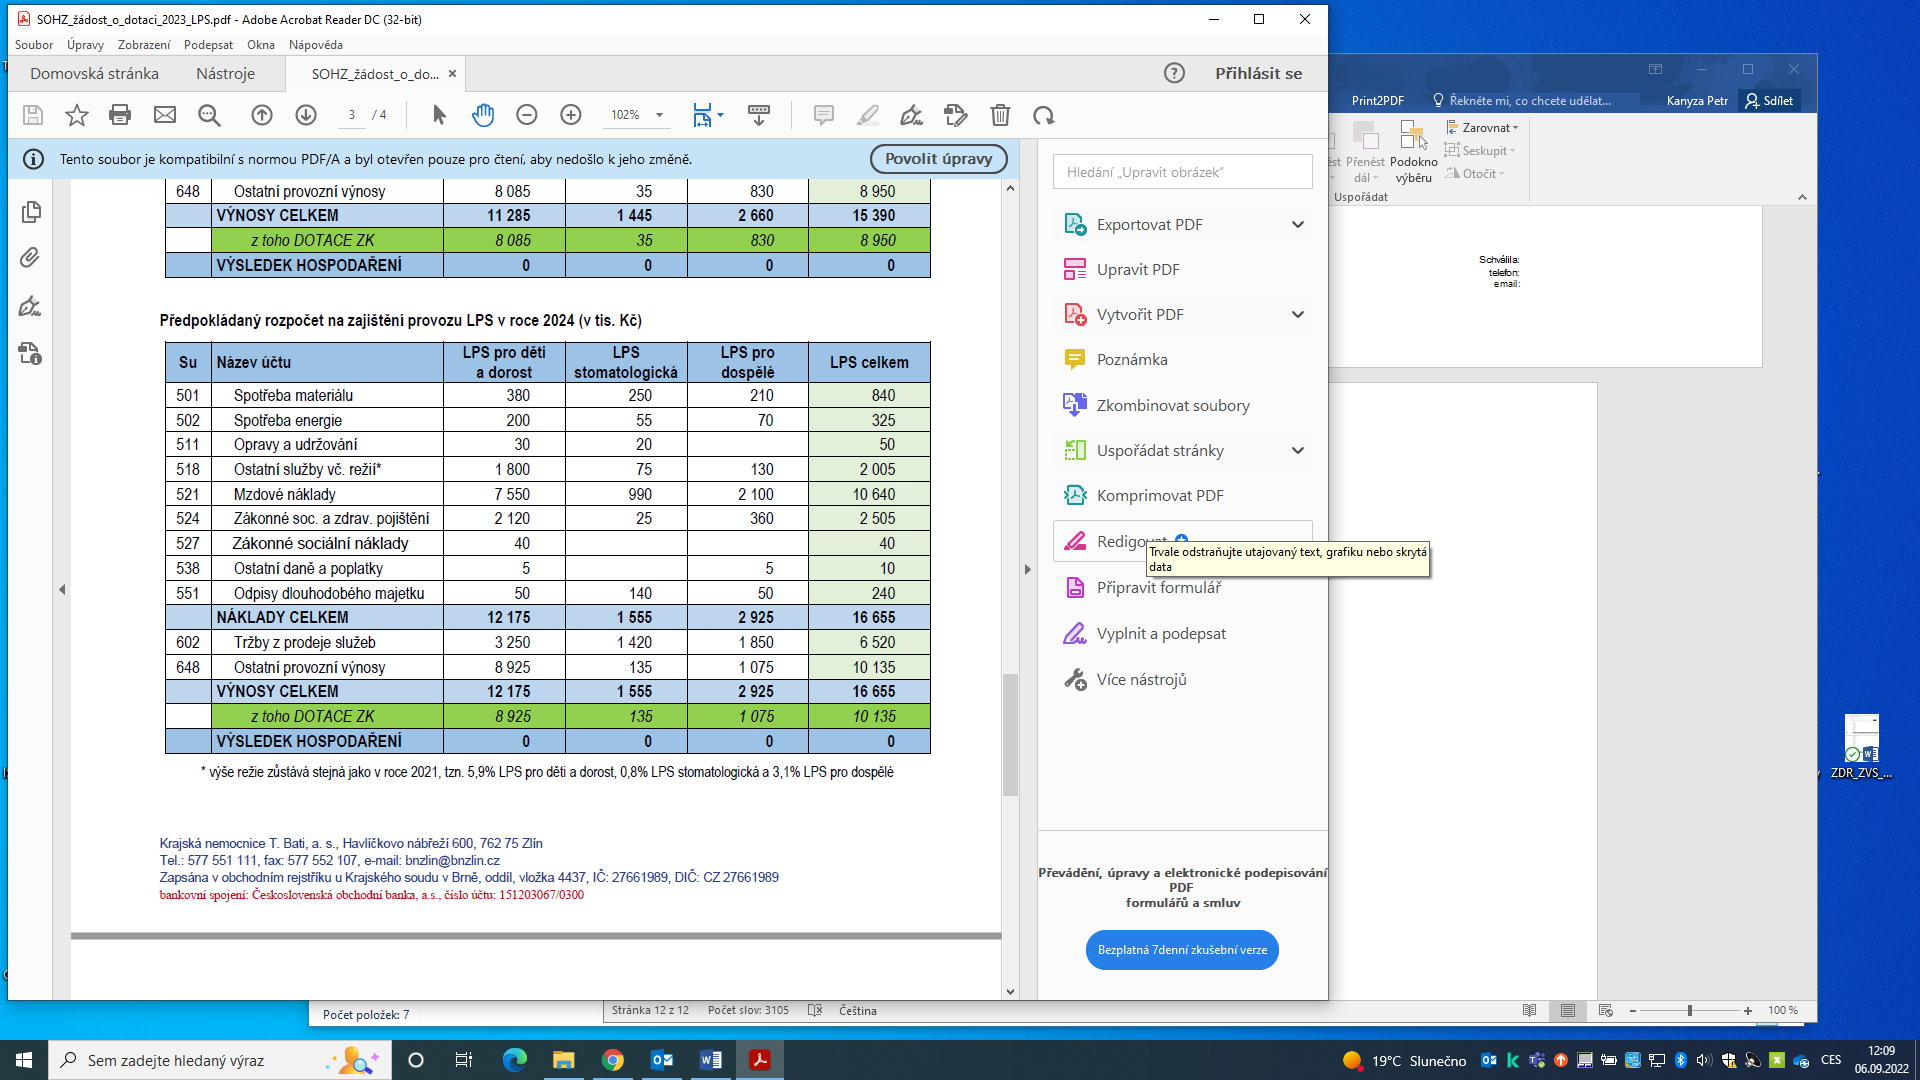 SOHZ_žádost_o_dotaci_2023_LPS.pdf - Adobe Acrobat Reader DC (32-bit)
Soubor Úpravy Zobrazení Podepsat Okna Nápověda
Domovská stránka Nástroje SOHZ_žádost_o_do... × Přihlásit se
3 / 4 102%
Tento soubor je kompatibilní s normou PDF/A a byl otevřen pouze pro čtení, aby nedošlo k jeho změně. Povolit úpravy
648 Ostatní provozní výnosy 8 085 35 830 8 950
VÝNOSY CELKEM 11 285 1 445 2 660 15 390
z toho DOTACE ZK 8 085 35 830 8 950
VÝSLEDEK HOSPODAŘENÍ 0 0 0 0
Předpokládaný rozpočet na zajištění provozu LPS v roce 2024 (v tis. Kč)
Su Název účtu LPS pro děti a dorost LPS stomatologická LPS pro dospělé LPS celkem
501 Spotřeba materiálu 380 250 210 840
502 Spotřeba energie 200 55 70 325
511 Opravy a udržování 30 20 50
518 Ostatní služby vč. režií* 1 800 75 130 2 005
521 Mzdové náklady 7 550 990 2 100 10 640
524 Zákonné soc. a zdrav. pojištění 2 120 25 360 2 505
527 Zákonné sociální náklady 40 40
538 Ostatní daně a poplatky 5 5 10
551 Odpisy dlouhodobého majetku 50 140 50 240
NÁKLADY CELKEM 12 175 1 555 2 925 16 655
602 Tržby z prodeje služeb 3 250 1 420 1 850 6 520
648 Ostatní provozní výnosy 8 925 135 1 075 10 135
VÝNOSY CELKEM 12 175 1 555 2 925 16 655
z toho DOTACE ZK 8 925 135 1 075 10 135
VÝSLEDEK HOSPODAŘENÍ 0 0 0 0
* výše režie zůstává stejná jako v roce 2021, tzn. 5,9% LPS pro děti a dorost, 0,8% LPS stomatologická a 3,1% LPS pro dospělé
Krajská nemocnice T. Bati, a. s., Havlíčkovo nábřeží 600, 762 75 Zlín
Tel.: 577 551 111, fax: 577 552 107, e-mail: bnzlin@bnzlin.cz
Zapsána v obchodním rejstříku u Krajského soudu v Brně, oddíl, vložka 4437, IČ: 27661989, DIČ: CZ 27661989
bankovní spojení: Československá obchodní banka, a.s., číslo účtu: 151203067/0300
Hledání „Upravit obrázek“
Exportovat PDF
Upravit PDF
Vytvořit PDF
Poznámka
Zkombinovat soubory
Uspořádat stránky
Komprimovat PDF
Redigovat
Trvale odstraňujte utajovaný text, grafiku nebo skrytá
data
Připravit formulář
Vyplnit a podepsat
Více nástrojů
Převádění, úpravy a elektronické podepisování
PDF
formulářů a smluv
Bezplatná 7denní zkušební verze
Print2PDF Řekněte mi, co chcete udělat... Kanyza Petr Sdílet
Přenést dál Podokno výběru Zarovnat
Seskupit
Otočit
Uspořádat
Schválila:
telefon:
email:
ZDR_ZVS_...
Počet položek: 7
Stránka 12 z 12 Počet slov: 3105 Čeština 100 %
Sem zadejte hledaný výraz 19°C Slunečno CES 12:09
06.09.2022